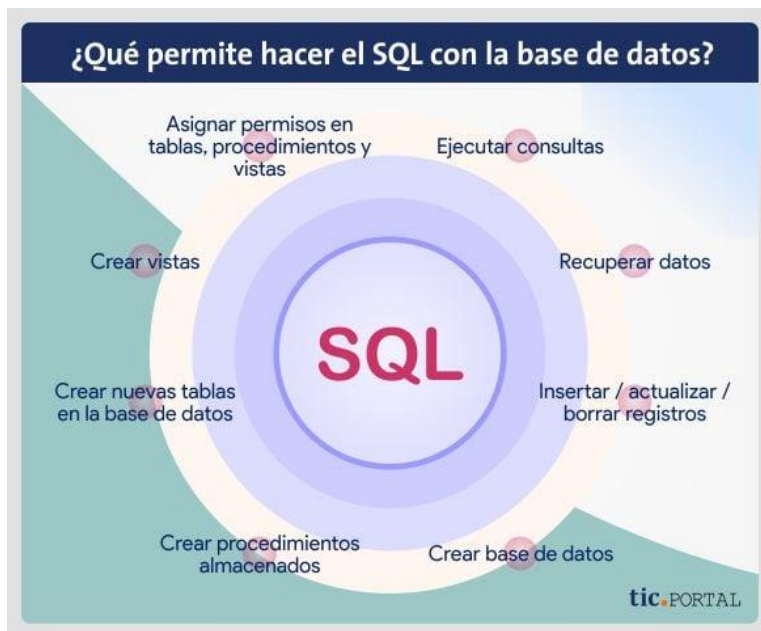 ¿Qué permite hacer el SQL con la base de datos?
Asignar permisos en
tablas, procedimientos y
vistas
Ejecutar consultas
Crear vistas
Recuperar datos
SQL
Crear nuevas tablas
en la base de datos
Insertar / actualizar /
borrar registros
Crear procedimientos
almacenados
Crear base de datos
tic.PORTAL